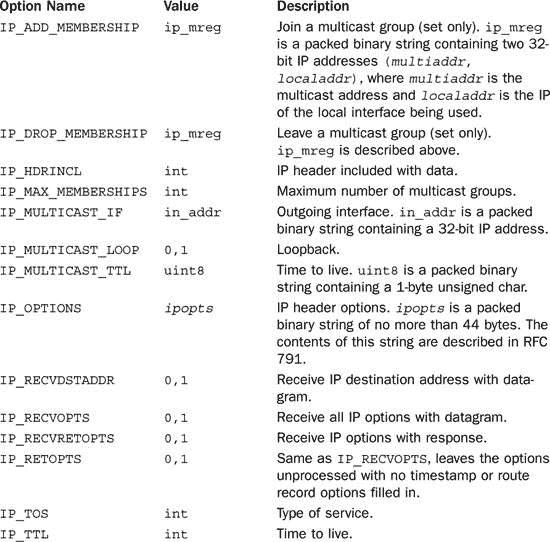 Option Name Value Description
IP_ADD_MEMBERSHIP ip_mreg Join a multicast group (set only). ip_mreg
is a packed binary string containing two 32-
bit IP addresses (multiaddr,
localaddr), where multiaddr is the
multicast address and localaddr is the IP
of the local interface being used.
IP_DROP_MEMBERSHIP ip_mreg Leave a multicast group (set only).
ip_mreg is described above.
IP_HDRINCL int IP header included with data.
IP_MAX_MEMBERSHIPS int Maximum number of multicast groups.
IP_MULTICAST_IF in_addr Outgoing interface. in_addr is a packed
binary string containing a 32-bit IP address.
IP_MULTICAST_LOOP 0,1 Loopback.
IP_MULTICAST_TTL uint8 Time to live. uint8 is a packed binary
string containing a 1-byte unsigned char.
IP_OPTIONS ipopts IP header options. ipopts is a packed
binary string of no more than 44 bytes. The
contents of this string are described in RFC
791.
IP_RECVDSTADDR 0,1 Receive IP destination address with data-
gram.
IP_RECVOPTS 0,1 Receive all IP options with datagram.
IP_RECVRETOPTS 0,1 Receive IP options with response.
IP_RETOPTS 0,1 Same as IP_RECVOPTS, leaves the options
unprocessed with no timestamp or route
record options filled in.
IP_TOS int Type of service.
IP_TTL int Time to live.